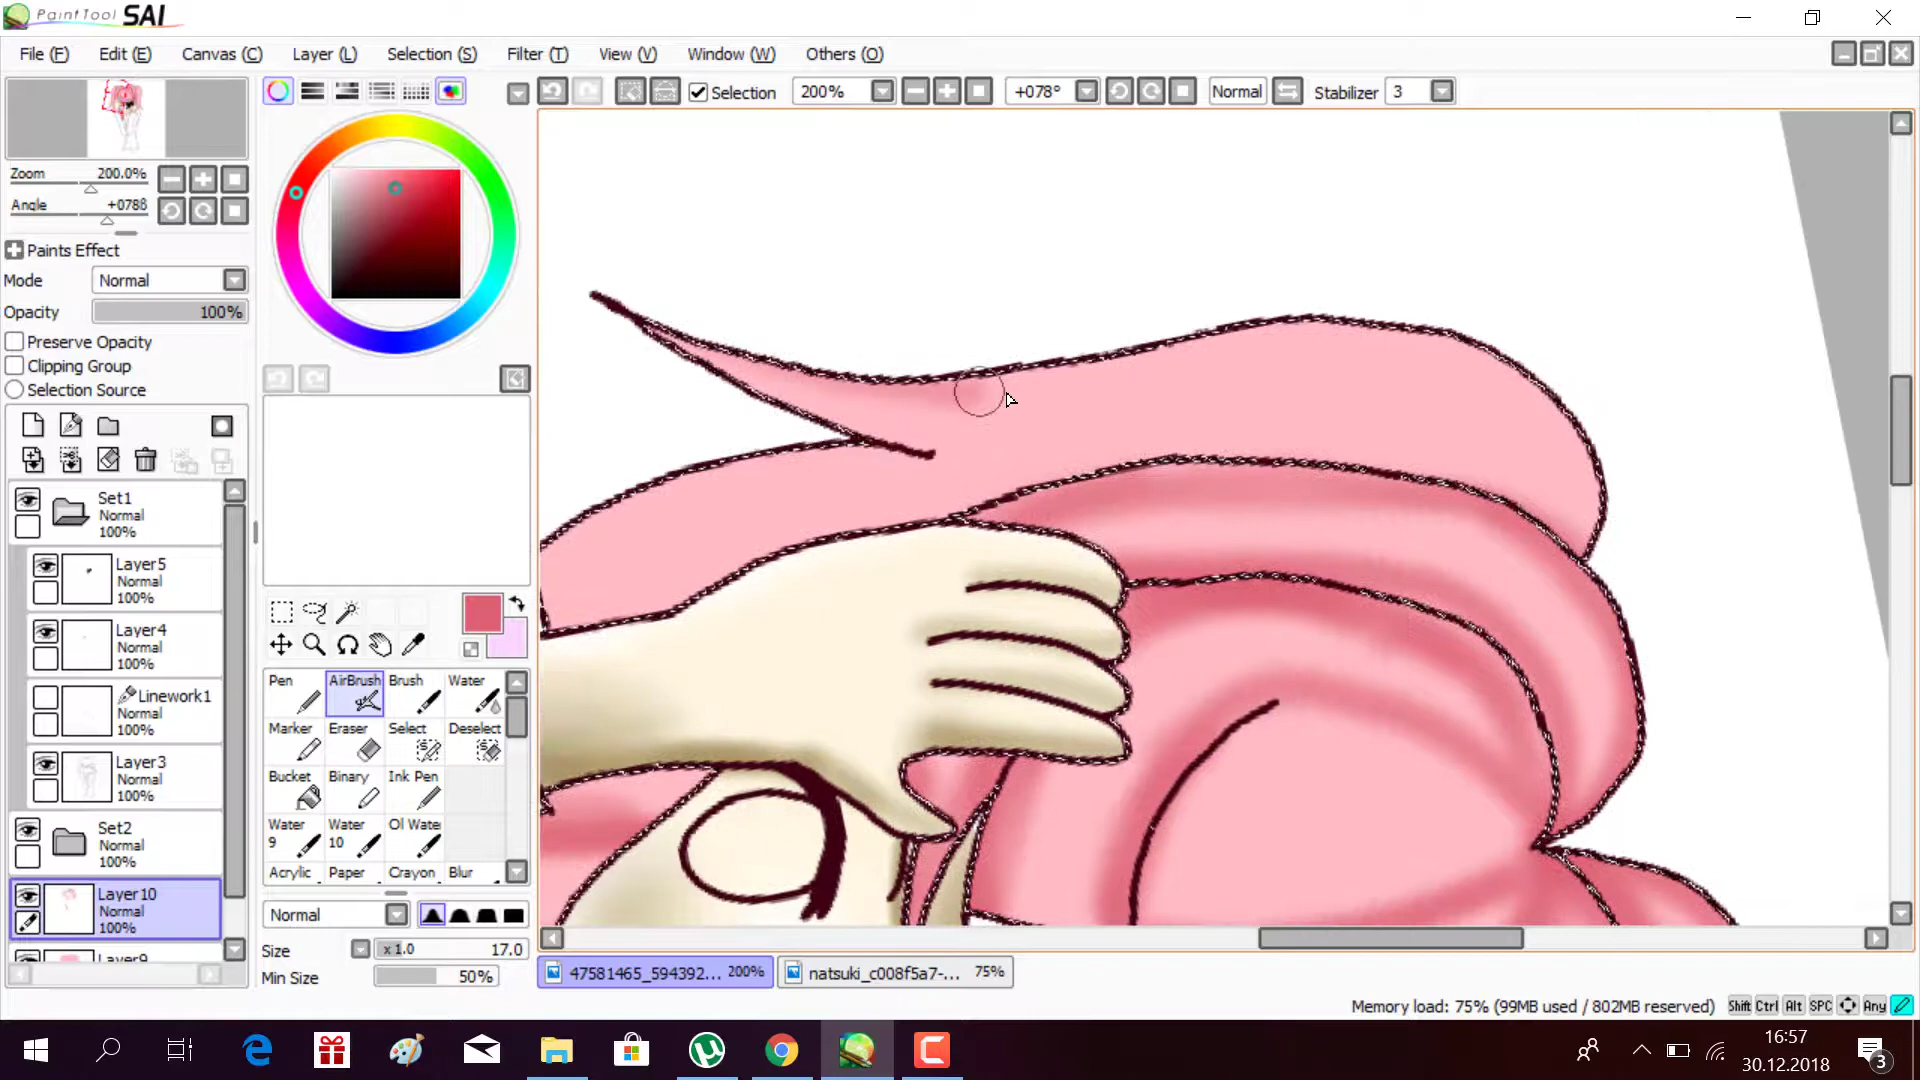 PaintTool SAI
File (F) Edit (E) Canvas (C) Layer (L) Selection (S) Filter (T) View (V) Window (W) Others (O)
Selection 200% +078° Normal Stabilizer 3
Zoom 200.0%
Angle +078ß
Paints Effect
Mode Normal
Opacity 100%
Preserve Opacity
Clipping Group
Selection Source
Set1
Normal
100%
Layer5
Normal
100%
Layer4
Normal
100%
Linework1
Normal
100%
Layer3
Normal
100%
Set2
Normal
100%
Layer10
Normal
100%
Layer9
Pen AirBrush Brush Water
Marker Eraser Select Deselect
Bucket Binary Ink Pen
Water 9 Water 10 Ol Wate
Acrylic Paper Crayon Blur
Normal
Size x 1.0 17.0
Min Size 50%
47581465_594392... 200% natsuki_c008f5a7-... 75%
Memory load: 75% (99MB used / 802MB reserved) Shift Ctrl Alt SPC Any
16:57
30.12.2018
3